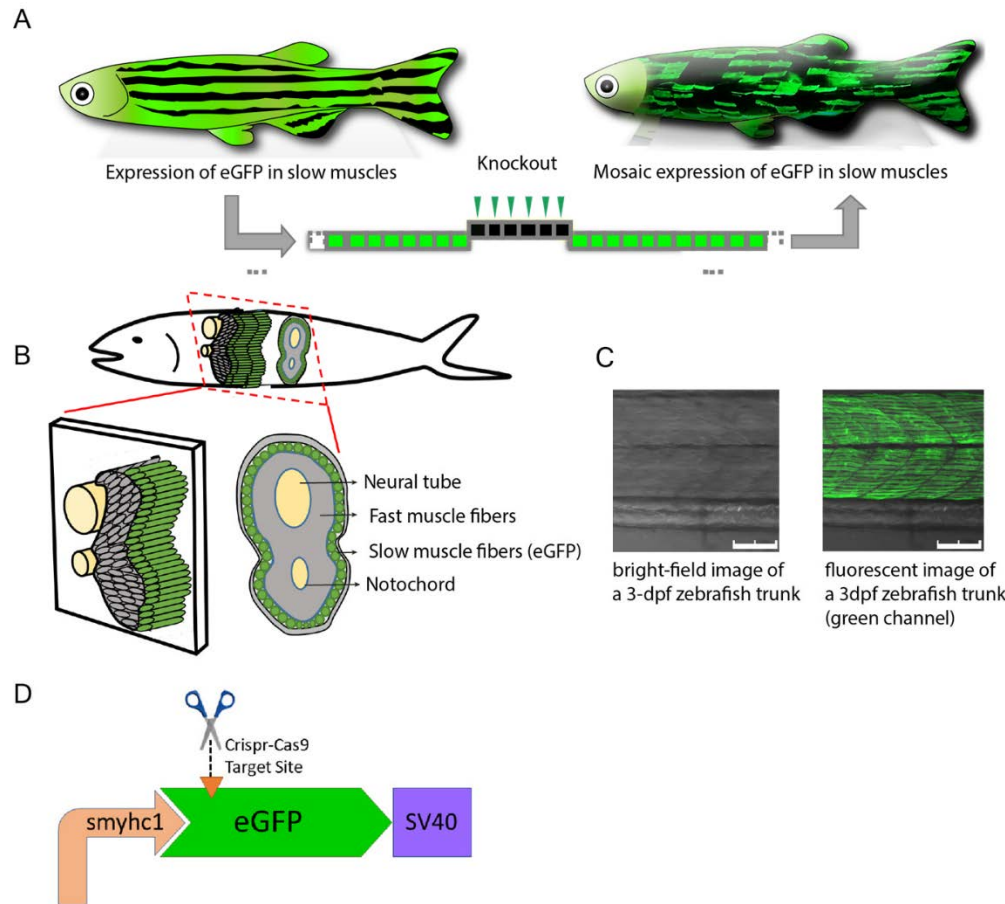 A
Expression of eGFP in slow muscles
Knockout
Mosaic expression of eGFP in slow muscles
B
Neural tube
Fast muscle fibers
Slow muscle fibers (eGFP)
Notochord
C
bright-field image of
a 3-dpf zebrafish trunk
fluorescent image of
a 3dpf zebrafish trunk
(green channel)
D
Crispr-Cas9
Target Site
smyhc1
eGFP
SV40